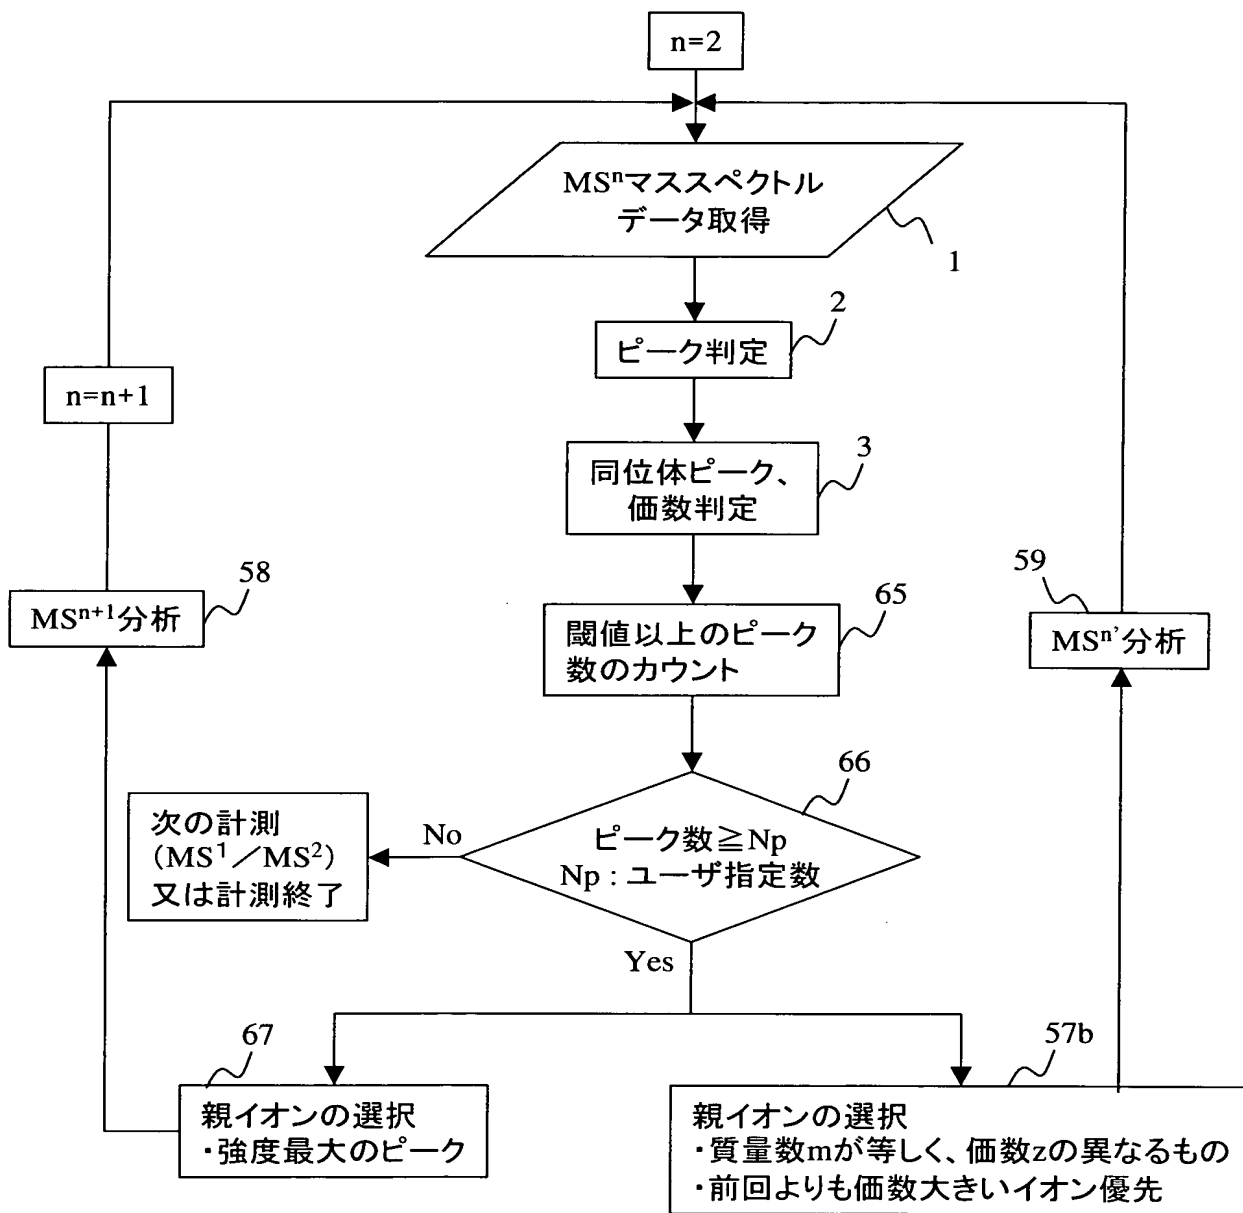 n=2
MSⁿマススペクトル
データ取得
1
2
ピーク判定
n=n+1
3
同位体ピーク、
価数判定
58
MSⁿ⁺¹分析
65
閾値以上のピーク
数のカウント
59
MSⁿ’分析
66
次の計測
(MS¹／MS²)
又は計測終了
No
ピーク数≧Np
Np : ユーザ指定数
Yes
67
親イオンの選択
・強度最大のピーク
57b
親イオンの選択
・質量数mが等しく、価数zの異なるもの
・前回よりも価数大きいイオン優先